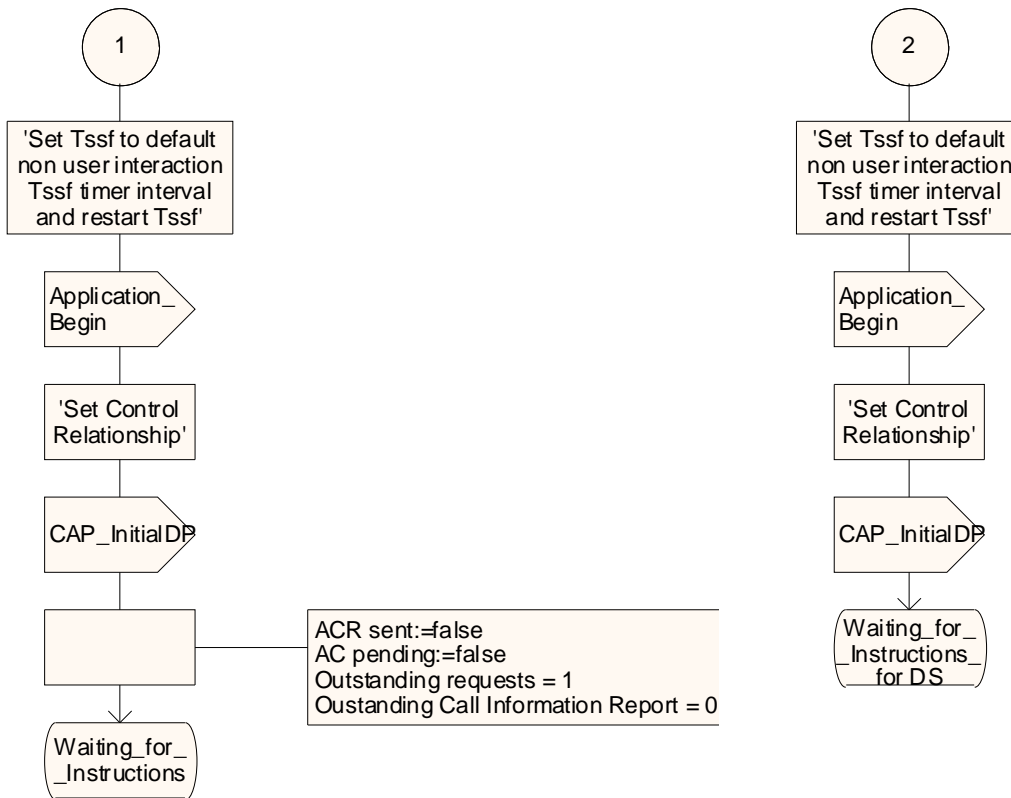 1
'Set Tssf to default
non user interaction
Tssf timer interval
and restart Tssf'
Application_
Begin
'Set Control
Relationship'
CAP_InitialDP
ACR sent:=false
AC pending:=false
Outstanding requests = 1
Oustanding Call Information Report = 0
Waiting_for_
_Instructions
2
'Set Tssf to default
non user interaction
Tssf timer interval
and restart Tssf'
Application_
Begin
'Set Control
Relationship'
CAP_InitialDP
Waiting_for_
_Instructions_
for DS